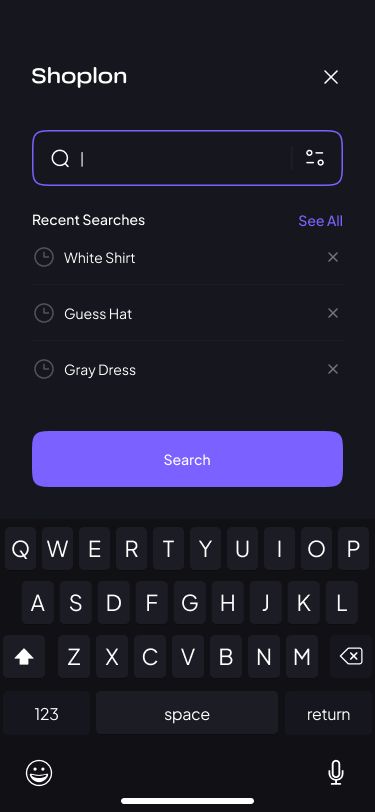 Shoplon
Recent Searches See All
White Shirt
Guess Hat
Gray Dress
Search
Q W E R T Y U I O P
A S D F G H J K L
Z X C V B N M
123 space return